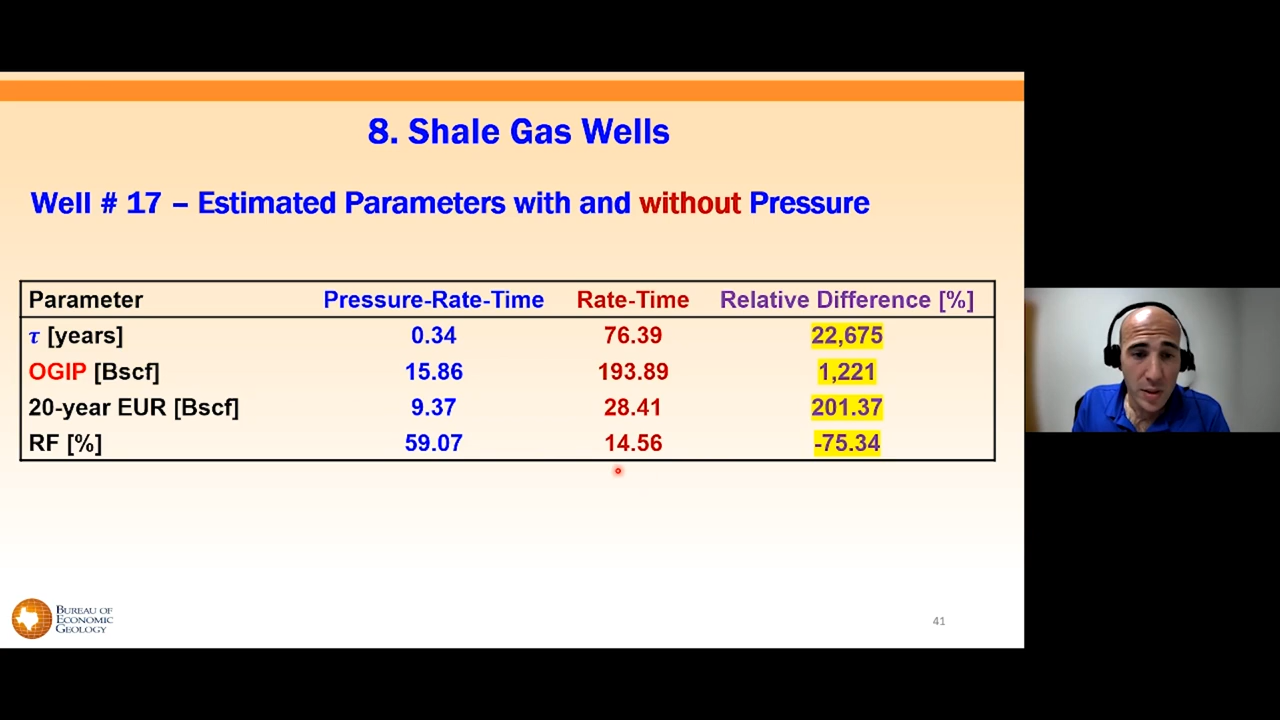 8. Shale Gas Wells
Well # 17 – Estimated Parameters with and without Pressure
Parameter Pressure-Rate-Time Rate-Time Relative Difference [%]
τ [years] 0.34 76.39 22,675
OGIP [Bscf] 15.86 193.89 1,221
20-year EUR [Bscf] 9.37 28.41 201.37
RF [%] 59.07 14.56 -75.34
BUREAU OF
ECONOMIC
GEOLOGY
41